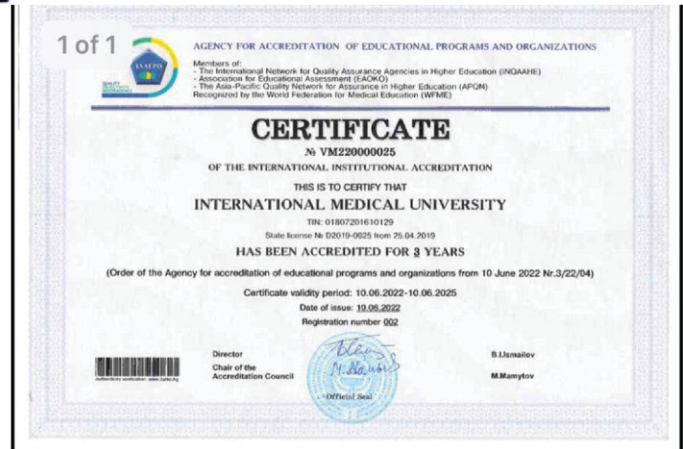 1 of 1
AGENCY FOR ACCREDITATION OF EDUCATIONAL PROGRAMS AND ORGANIZATIONS
Members of:
- The International Network for Quality Assurance Agencies in Higher Education (INQAAHE)
- Association for Educational Assessment (EAOKO)
- The Asia-Pacific Quality Network for Assurance in Higher Education (APQN)
Recognized by the World Federation for Medical Education (WFME)
CERTIFICATE
№ VM220000025
OF THE INTERNATIONAL INSTITUTIONAL ACCREDITATION
THIS IS TO CERTIFY THAT
INTERNATIONAL MEDICAL UNIVERSITY
TIN: 01807201610129
State license № D2019-0025 from 25.04.2019
HAS BEEN ACCREDITED FOR 3 YEARS
(Order of the Agency for accreditation of educational programs and organizations from 10 June 2022 Nr.3/22/04)
Certificate validity period: 10.06.2022-10.06.2025
Date of issue: 10.06.2022
Registration number 002
Director
B.I.Ismailov
Chair of the
Accreditation Council
M.Mamytov
Official Seal